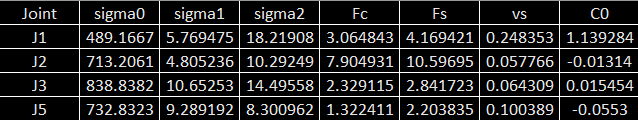 Joint sigma0 sigma1 sigma2 Fc Fs vs C0
J1 489.1667 5.769475 18.21908 3.064843 4.169421 0.248353 1.139284
J2 713.2061 4.805236 10.29249 7.904931 10.59695 0.057766 -0.01314
J3 838.8382 10.65253 14.49558 2.329115 2.841723 0.064309 0.015454
J5 732.8323 9.289192 8.300962 1.322411 2.203835 0.100389 -0.0553